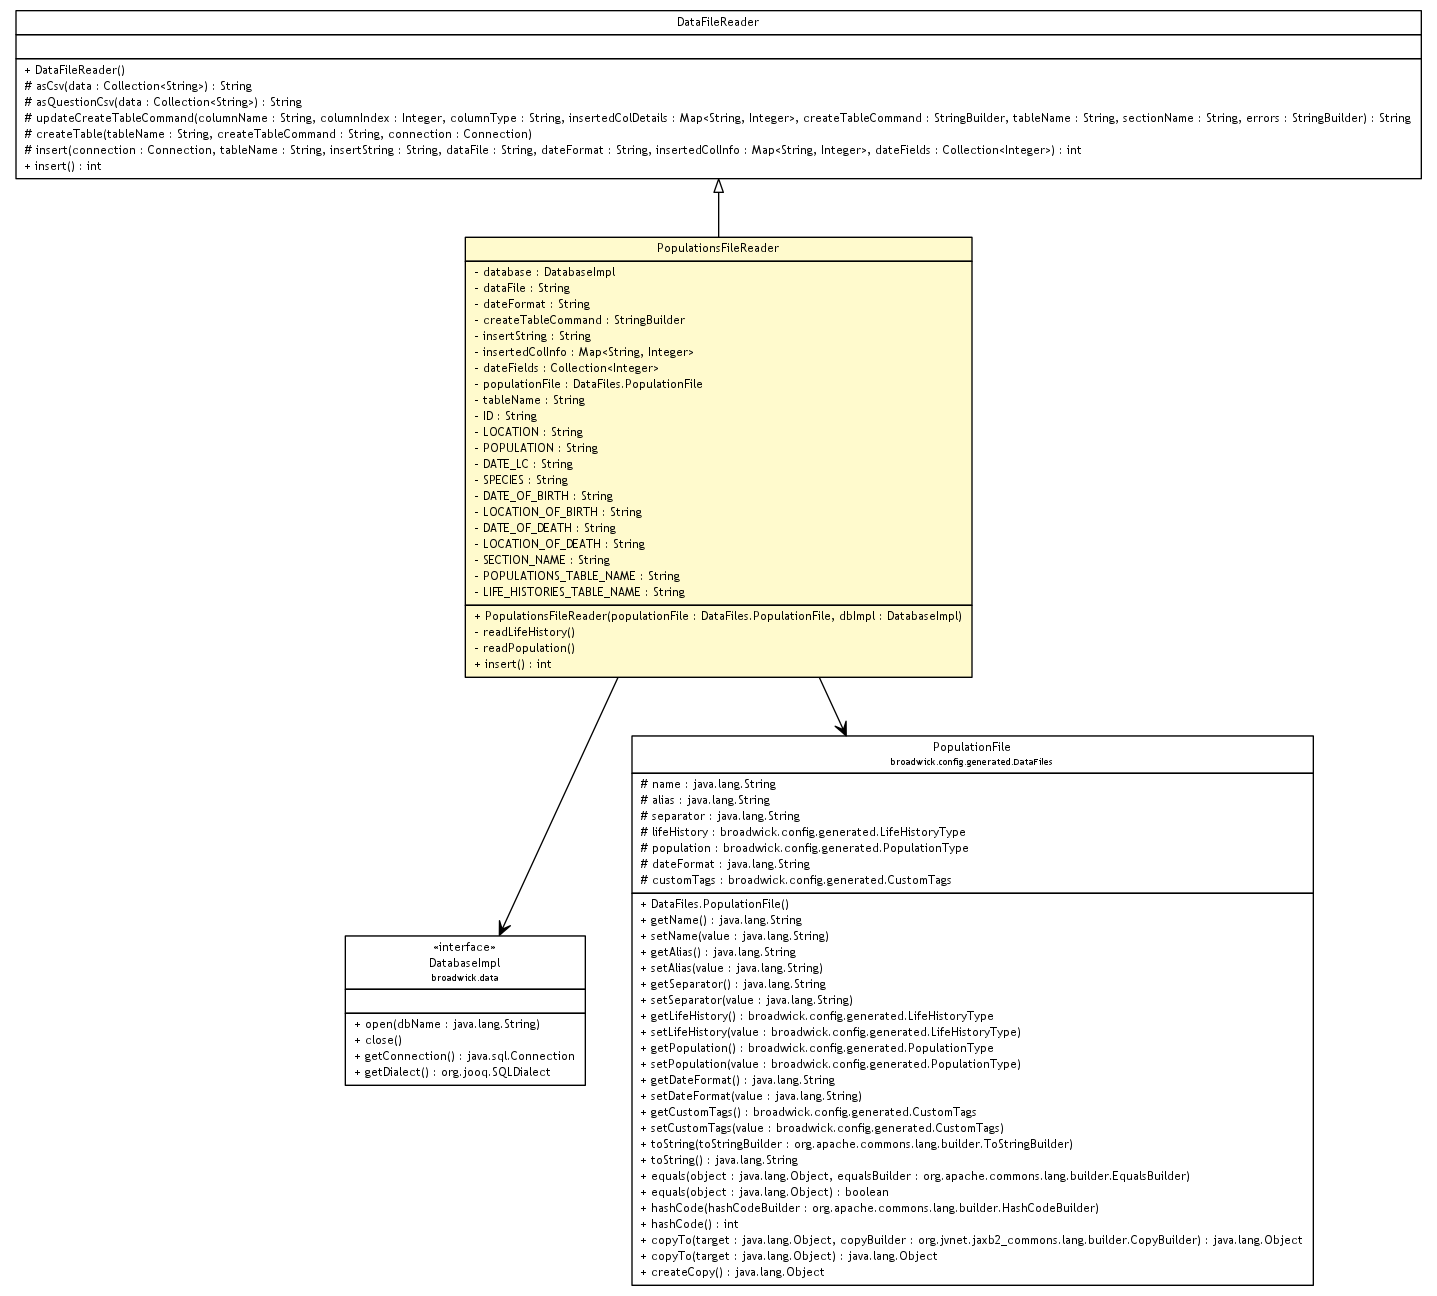 DataFileReader
+ DataFileReader()
# asCsv(data : Collection<String>) : String
# asQuestionCsv(data : Collection<String>) : String
# updateCreateTableCommand(columnName : String, columnIndex : Integer, columnType : String, insertedColDetails : Map<String, Integer>, createTableCommand : StringBuilder, tableName : String, sectionName : String, errors : StringBuilder) : String
# createTable(tableName : String, createTableCommand : String, connection : Connection)
# insert(connection : Connection, tableName : String, insertString : String, dataFile : String, dateFormat : String, insertedColInfo : Map<String, Integer>, dateFields : Collection<Integer>) : int
+ insert() : int
PopulationsFileReader
- database : DatabaseImpl
- dataFile : String
- dateFormat : String
- createTableCommand : StringBuilder
- insertString : String
- insertedColInfo : Map<String, Integer>
- dateFields : Collection<Integer>
- populationFile : DataFiles.PopulationFile
- tableName : String
- ID : String
- LOCATION : String
- POPULATION : String
- DATE_LC : String
- SPECIES : String
- DATE_OF_BIRTH : String
- LOCATION_OF_BIRTH : String
- DATE_OF_DEATH : String
- LOCATION_OF_DEATH : String
- SECTION_NAME : String
- POPULATIONS_TABLE_NAME : String
- LIFE_HISTORIES_TABLE_NAME : String
+ PopulationsFileReader(populationFile : DataFiles.PopulationFile, dbImpl : DatabaseImpl)
- readLifeHistory()
- readPopulation()
+ insert() : int
PopulationFile
broadwick.config.generated.DataFiles
# name : java.lang.String
# alias : java.lang.String
# separator : java.lang.String
# lifeHistory : broadwick.config.generated.LifeHistoryType
# population : broadwick.config.generated.PopulationType
# dateFormat : java.lang.String
# customTags : broadwick.config.generated.CustomTags
+ DataFiles.PopulationFile()
+ getName() : java.lang.String
+ setName(value : java.lang.String)
+ getAlias() : java.lang.String
+ setAlias(value : java.lang.String)
+ getSeparator() : java.lang.String
+ setSeparator(value : java.lang.String)
+ getLifeHistory() : broadwick.config.generated.LifeHistoryType
+ setLifeHistory(value : broadwick.config.generated.LifeHistoryType)
+ getPopulation() : broadwick.config.generated.PopulationType
+ setPopulation(value : broadwick.config.generated.PopulationType)
+ getDateFormat() : java.lang.String
+ setDateFormat(value : java.lang.String)
+ getCustomTags() : broadwick.config.generated.CustomTags
+ setCustomTags(value : broadwick.config.generated.CustomTags)
+ toString(toStringBuilder : org.apache.commons.lang.builder.ToStringBuilder)
+ toString() : java.lang.String
+ equals(object : java.lang.Object, equalsBuilder : org.apache.commons.lang.builder.EqualsBuilder)
+ equals(object : java.lang.Object) : boolean
+ hashCode(hashCodeBuilder : org.apache.commons.lang.builder.HashCodeBuilder)
+ hashCode() : int
+ copyTo(target : java.lang.Object, copyBuilder : org.jvnet.jaxb2_commons.lang.builder.CopyBuilder) : java.lang.Object
+ copyTo(target : java.lang.Object) : java.lang.Object
+ createCopy() : java.lang.Object
«interface»
DatabaseImpl
broadwick.data
+ open(dbName : java.lang.String)
+ close()
+ getConnection() : java.sql.Connection
+ getDialect() : org.jooq.SQLDialect